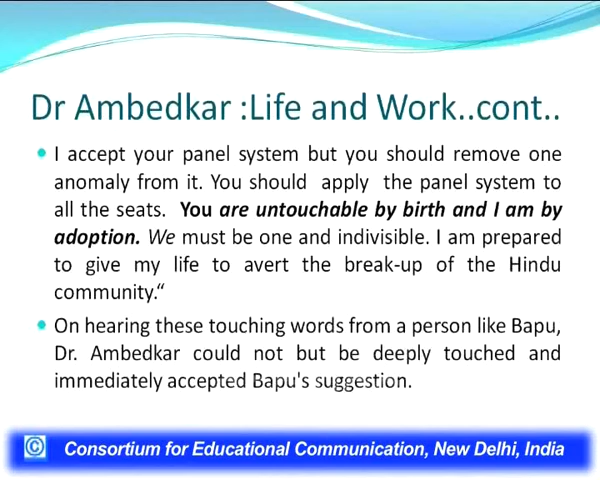 Dr Ambedkar :Life and Work..cont..
I accept your panel system but you should remove one
anomaly from it. You should apply the panel system to
all the seats. You are untouchable by birth and I am by
adoption. We must be one and indivisible. I am prepared
to give my life to avert the break-up of the Hindu
community.“
On hearing these touching words from a person like Bapu,
Dr. Ambedkar could not but be deeply touched and
immediately accepted Bapu's suggestion.
© Consortium for Educational Communication, New Delhi, India